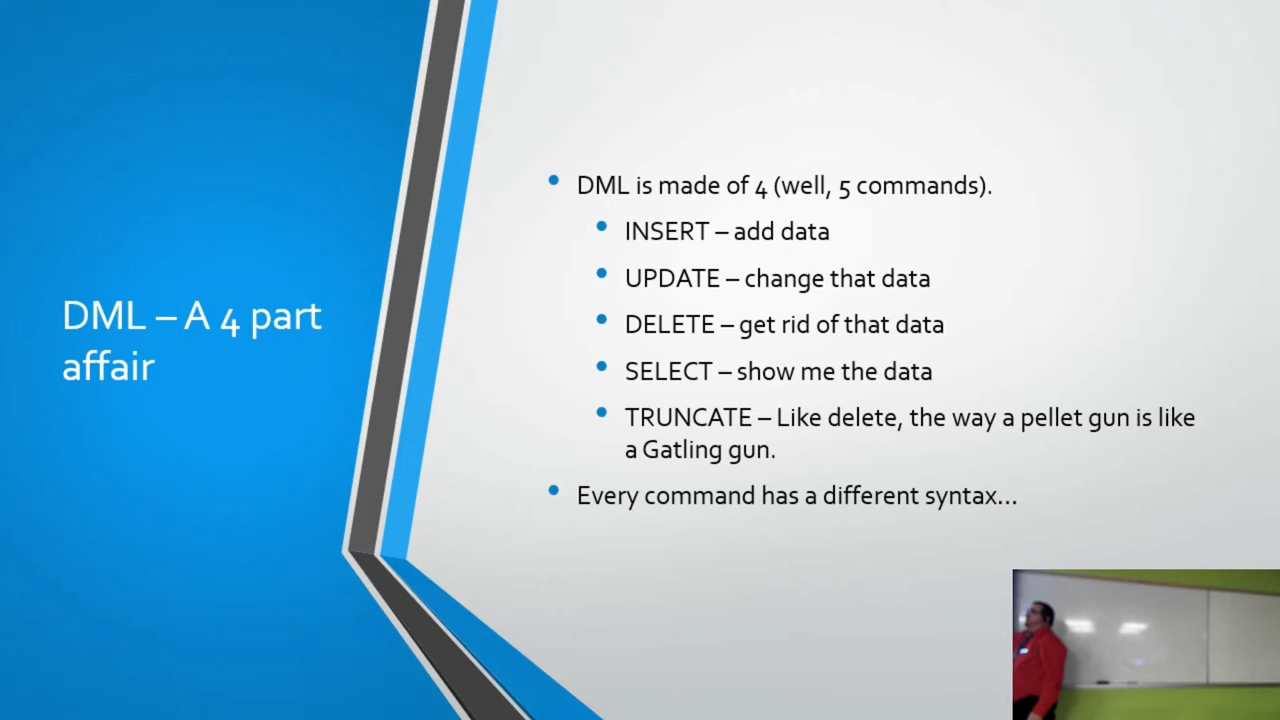 DML – A 4 part
affair
• DML is made of 4 (well, 5 commands).
• INSERT – add data
• UPDATE – change that data
• DELETE – get rid of that data
• SELECT – show me the data
• TRUNCATE – Like delete, the way a pellet gun is like
a Gatling gun.
• Every command has a different syntax...